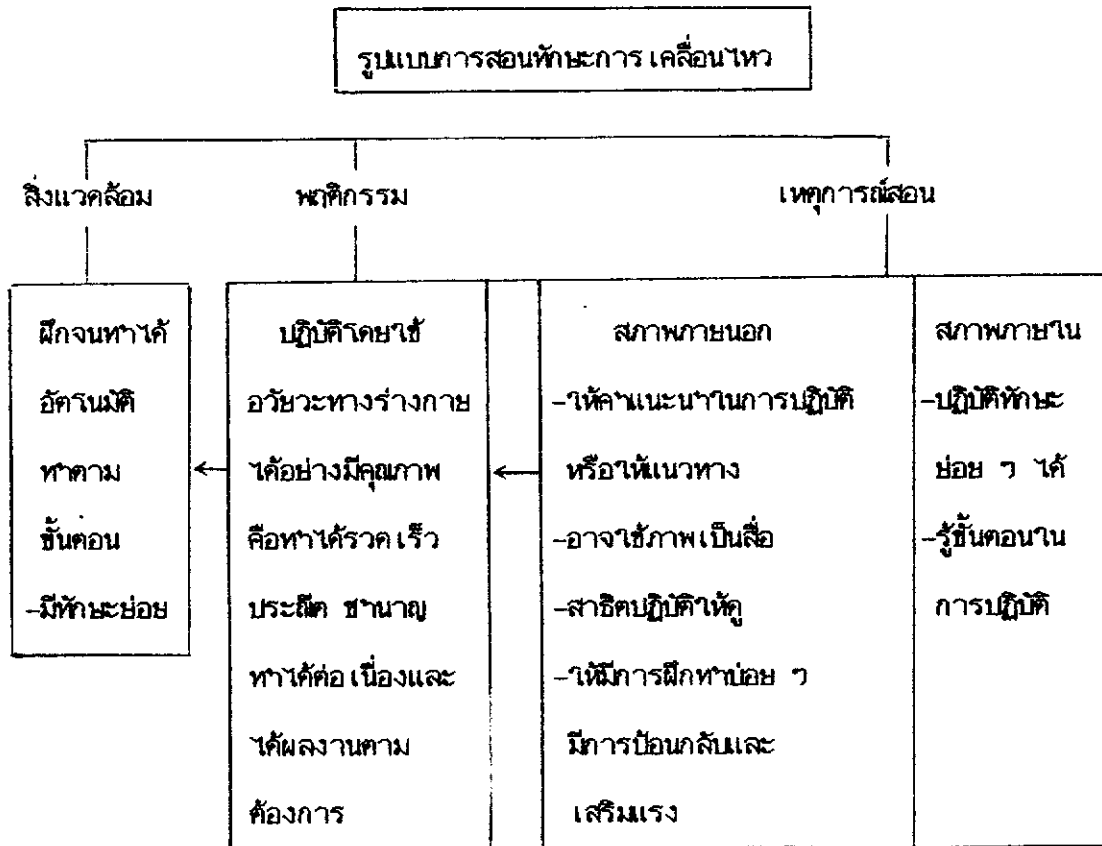 รูปแบบการสอนทักษะการเคลื่อนไหว
สิ่งแวดล้อม
พฤติกรรม
เหตุการณ์สอน
ฝึกจนทำได้
อัตโนมัติ
ทำตาม
ขั้นตอน
-มีทักษะย่อย
ปฏิบัติโดยใช้
อวัยวะทางร่างกาย
ได้อย่างมีคุณภาพ
คือทำได้รวดเร็ว
ประณีต ชำนาญ
ทำได้ต่อเนื่องและ
ได้ผลงานตาม
ต้องการ
สภาพภายนอก
-ให้คำแนะนำในการปฏิบัติ
หรือให้แนวทาง
-อาจใช้ภาพเป็นสื่อ
-สาธิตปฏิบัติให้ดู
-ให้มีการฝึกทำบ่อย ๆ
มีการป้อนกลับและ
เสริมแรง
สภาพภายใน
-ปฏิบัติทักษะ
ย่อย ๆ ได้
-รู้ขั้นตอนใน
การปฏิบัติ